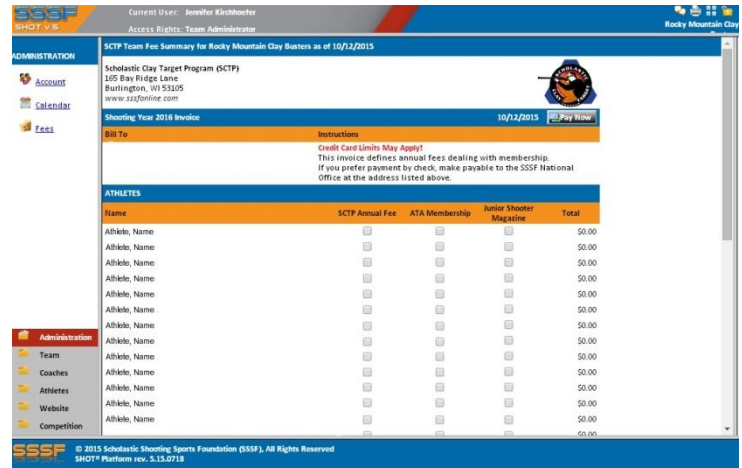 SSSF
SHOT V 5
Current User: Jennifer Kirchhoefer
Access Rights: Team Administrator
Rocky Mountain Clay
ADMINISTRATION
Account
Calendar
Fees
SCTP Team Fee Summary for Rocky Mountain Clay Busters as of 10/12/2015
Scholastic Clay Target Program (SCTP)
165 Bay Ridge Lane
Burlington, WI 53105
www.sssfonline.com
Shooting Year 2016 Invoice 10/12/2015 Pay Now
Bill To Instructions
Credit Card Limits May Apply!
This invoice defines annual fees dealing with membership.
If you prefer payment by check, make payable to the SSSF National
Office at the address listed above.
ATHLETES
Name SCTP Annual Fee ATA Membership Junior Shooter Magazine Total
Athlete, Name $0.00
Athlete, Name $0.00
Athlete, Name $0.00
Athlete, Name $0.00
Athlete, Name $0.00
Athlete, Name $0.00
Athlete, Name $0.00
Athlete, Name $0.00
Athlete, Name $0.00
Athlete, Name $0.00
Athlete, Name $0.00
Athlete, Name $0.00
Athlete, Name $0.00
$0.00
Administration
Team
Coaches
Athletes
Website
Competition
SSSF
© 2015 Scholastic Shooting Sports Foundation (SSSF), All Rights Reserved
SHOT® Platform rev. 5.15.0718